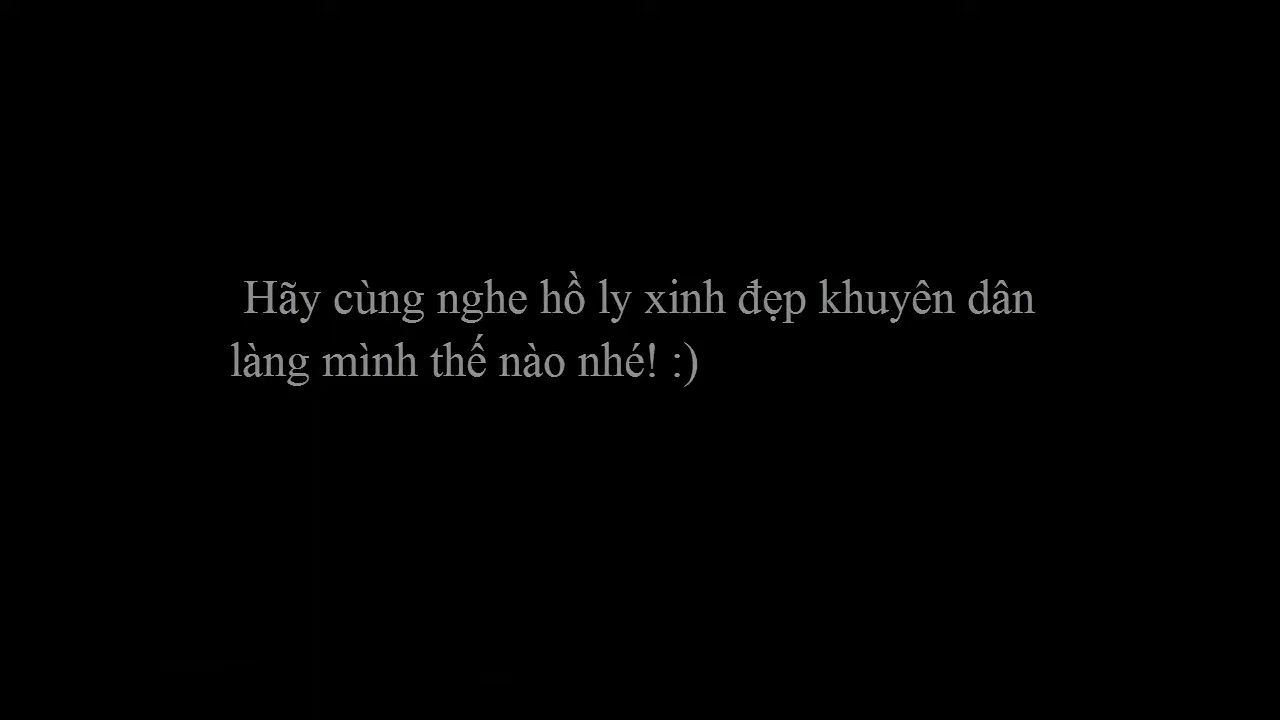 Hãy cùng nghe hồ ly xinh đẹp khuyên dân
làng mình thế nào nhé! :)